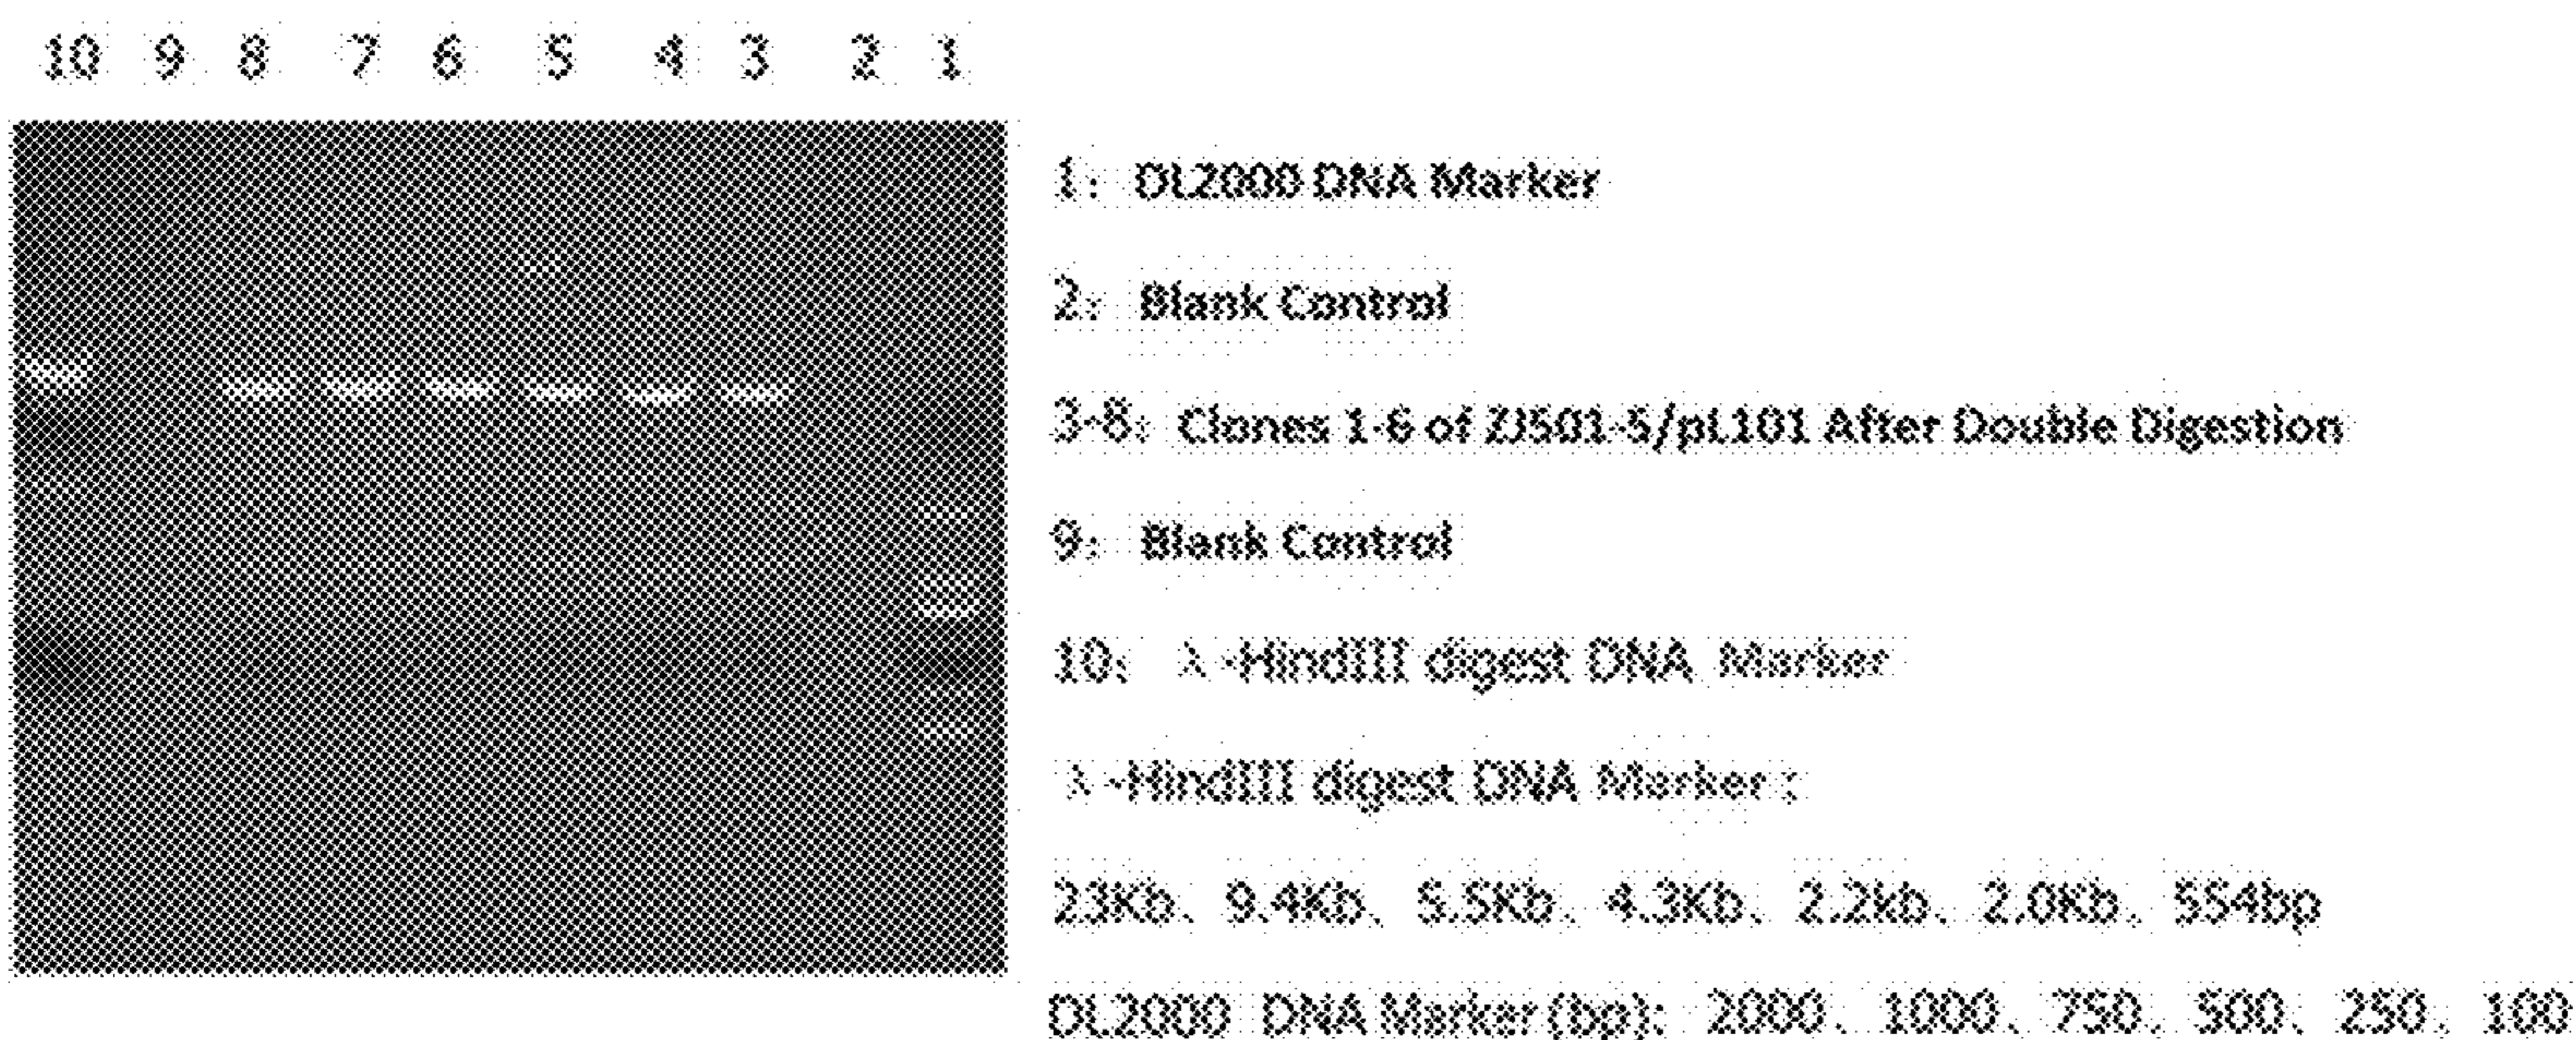 10 9 8 7 6 5 4 3 2 1
1: DL2000 DNA Marker
2: Blank Control
3-8: Clones 1-6 of ZJ501-5/pL101 After Double Digestion
9: Blank Control
10: λ-HindIII digest DNA Marker
λ-HindIII digest DNA Marker:
23Kb、9.4Kb、5.5Kb、4.3Kb、2.2kb、2.0Kb、554bp
DL2000 DNA Marker(bp): 2000、1000、750、500、250、100